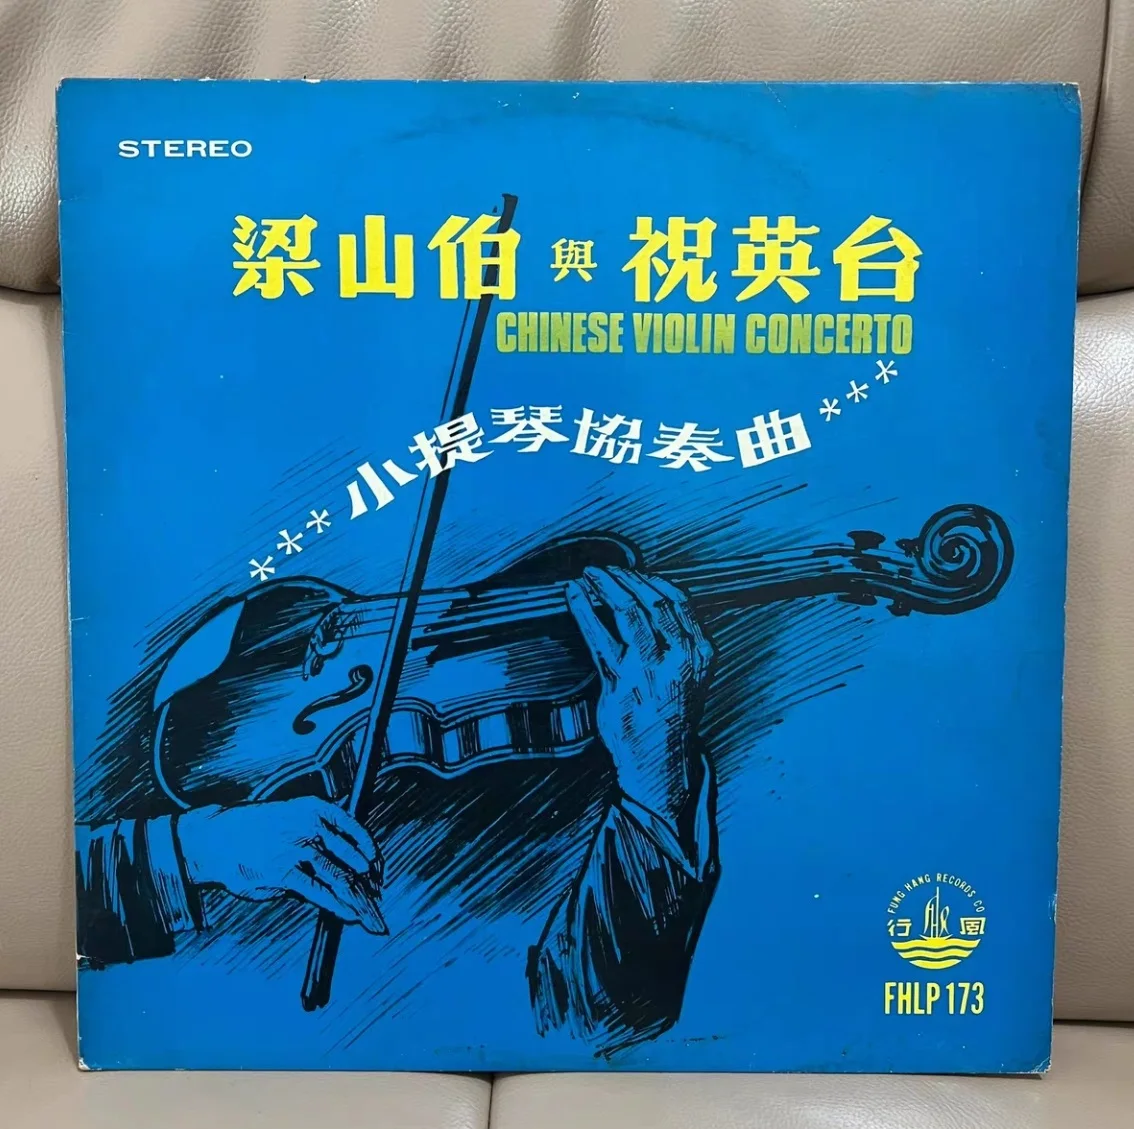 STEREO
梁山伯與祝英台
CHINESE VIOLIN CONCERTO
***小提琴協奏曲***
FUNG HANG RECORDS CO
行 FHR 風
FHLP 173